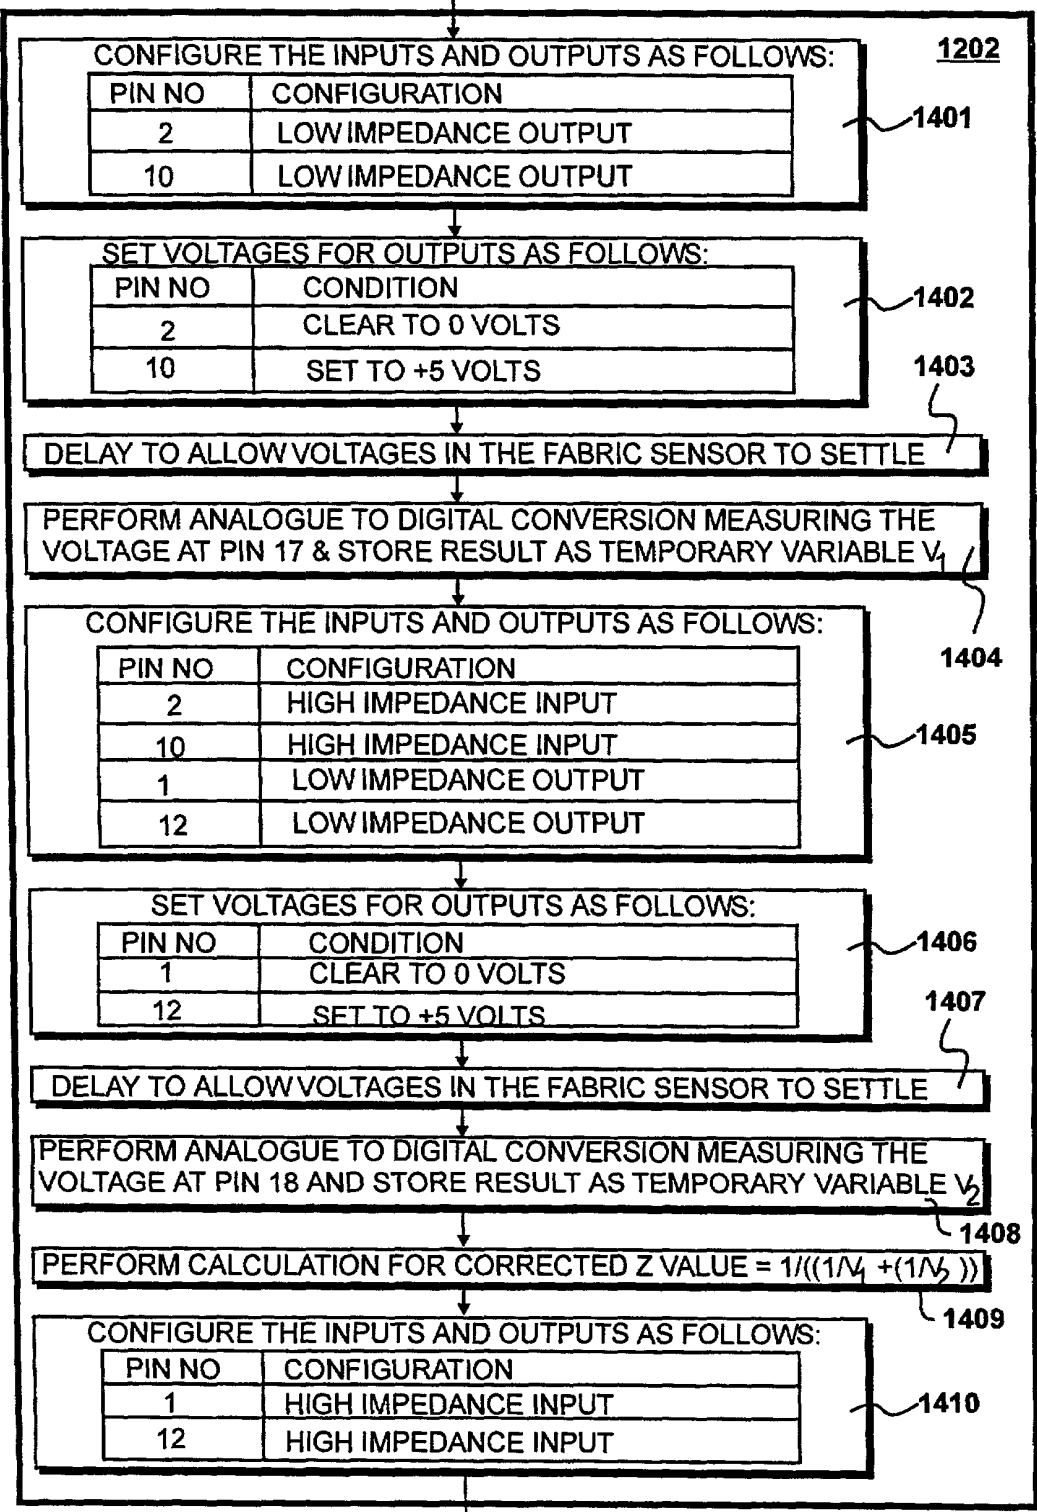 1202
CONFIGURE THE INPUTS AND OUTPUTS AS FOLLOWS:
PIN NO CONFIGURATION
2 LOW IMPEDANCE OUTPUT
10 LOW IMPEDANCE OUTPUT
1401
SET VOLTAGES FOR OUTPUTS AS FOLLOWS:
PIN NO CONDITION
2 CLEAR TO 0 VOLTS
10 SET TO +5 VOLTS
1402
1403
DELAY TO ALLOW VOLTAGES IN THE FABRIC SENSOR TO SETTLE
PERFORM ANALOGUE TO DIGITAL CONVERSION MEASURING THE
VOLTAGE AT PIN 17 & STORE RESULT AS TEMPORARY VARIABLE V1
1404
CONFIGURE THE INPUTS AND OUTPUTS AS FOLLOWS:
PIN NO CONFIGURATION
2 HIGH IMPEDANCE INPUT
10 HIGH IMPEDANCE INPUT
1 LOW IMPEDANCE OUTPUT
12 LOW IMPEDANCE OUTPUT
1405
SET VOLTAGES FOR OUTPUTS AS FOLLOWS:
PIN NO CONDITION
1 CLEAR TO 0 VOLTS
12 SET TO +5 VOLTS
1406
1407
DELAY TO ALLOW VOLTAGES IN THE FABRIC SENSOR TO SETTLE
PERFORM ANALOGUE TO DIGITAL CONVERSION MEASURING THE
VOLTAGE AT PIN 18 AND STORE RESULT AS TEMPORARY VARIABLE V2
1408
PERFORM CALCULATION FOR CORRECTED Z VALUE = 1/((1/V1 +(1/V2 ))
1409
CONFIGURE THE INPUTS AND OUTPUTS AS FOLLOWS:
PIN NO CONFIGURATION
1 HIGH IMPEDANCE INPUT
12 HIGH IMPEDANCE INPUT
1410